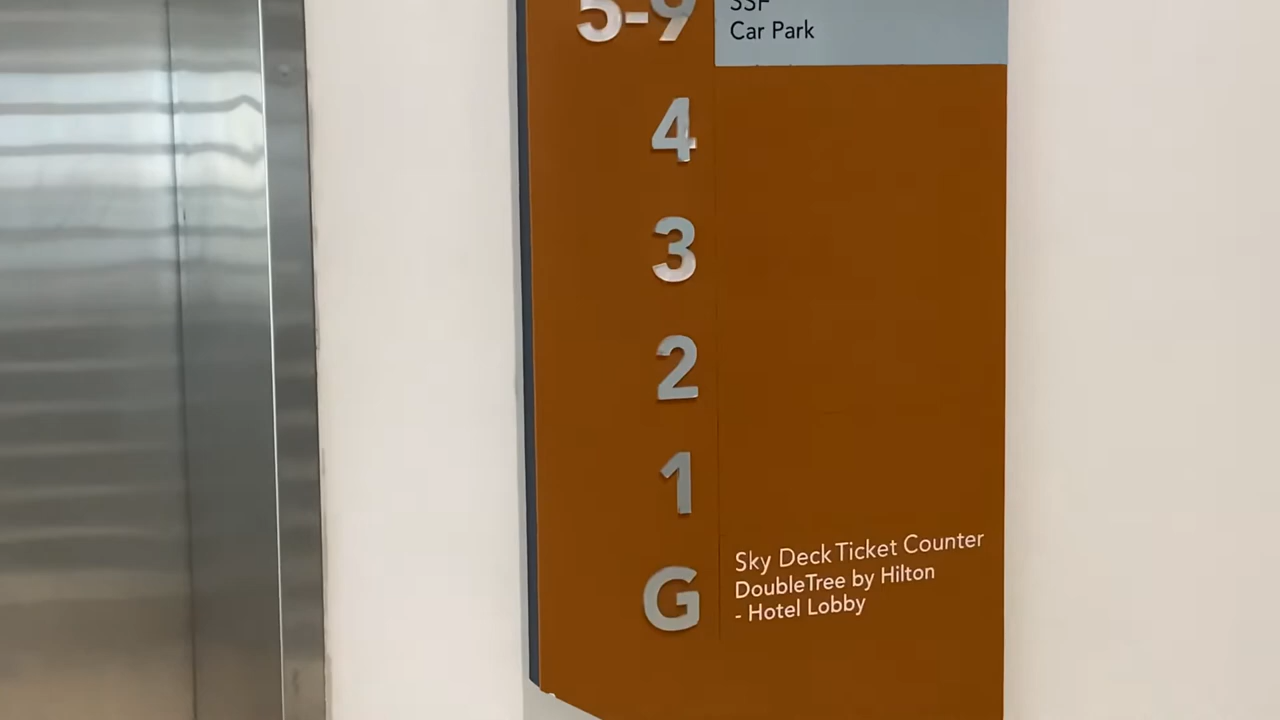 5-9
SSF
Car Park
4
3
2
1
G
Sky Deck Ticket Counter
DoubleTree by Hilton
- Hotel Lobby